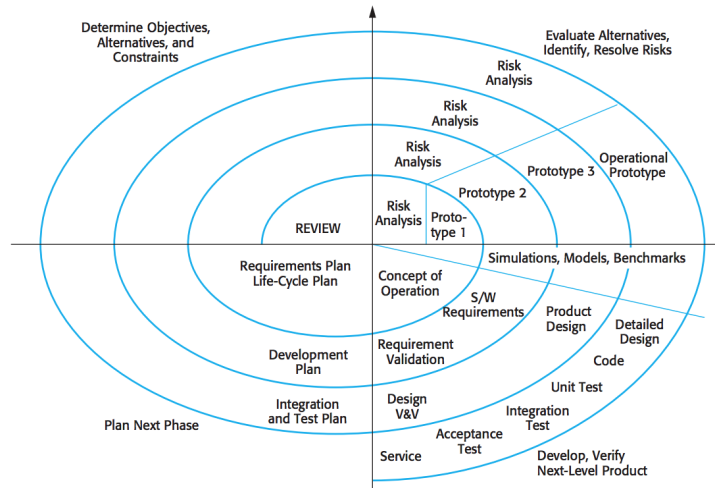 Determine Objectives,
Alternatives, and
Constraints
Evaluate Alternatives,
Identify, Resolve Risks
Risk
Analysis
Risk
Analysis
Risk
Analysis
Risk
Analysis
Proto-
type 1
Prototype 2
Prototype 3
Operational
Prototype
REVIEW
Requirements Plan
Life-Cycle Plan
Concept of
Operation
Simulations, Models, Benchmarks
S/W
Requirements
Product
Design
Detailed
Design
Development
Plan
Requirement
Validation
Code
Unit Test
Integration
and Test Plan
Design
V&V
Integration
Test
Acceptance
Test
Plan Next Phase
Service
Develop, Verify
Next-Level Product